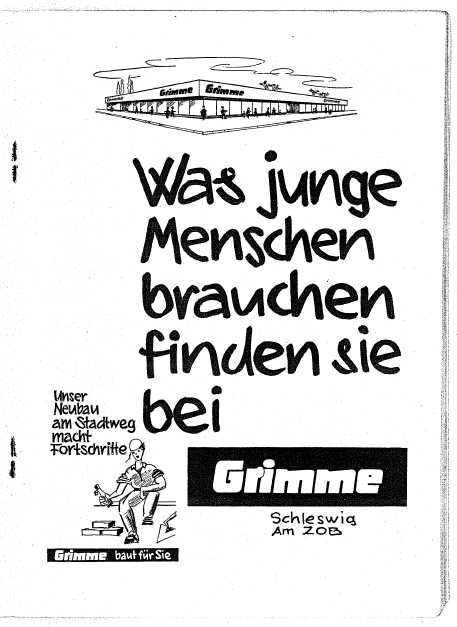 Grimme Grimme
Was junge
Menschen
brauchen
finden sie
bei
Unser
Neubau
am Stadtweg
macht
Fortschritte
Grimme
Schleswig
Am ZOB
Grimme baut für Sie